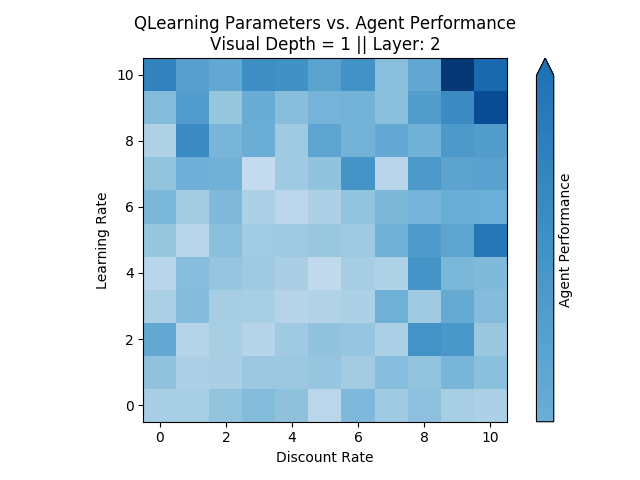 QLearning Parameters vs. Agent Performance
Visual Depth = 1 || Layer: 2
10
8
6
4
2
0
Learning Rate
0 2 4 6 8 10
Discount Rate
Agent Performance